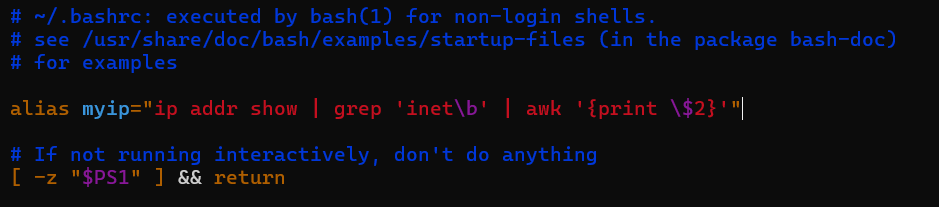 # ~/.bashrc: executed by bash(1) for non-login shells.
# see /usr/share/doc/bash/examples/startup-files (in the package bash-doc)
# for examples
alias myip="ip addr show | grep 'inet\b' | awk '{print \$2}'"
# If not running interactively, don't do anything
[ -z "$PS1" ] && return